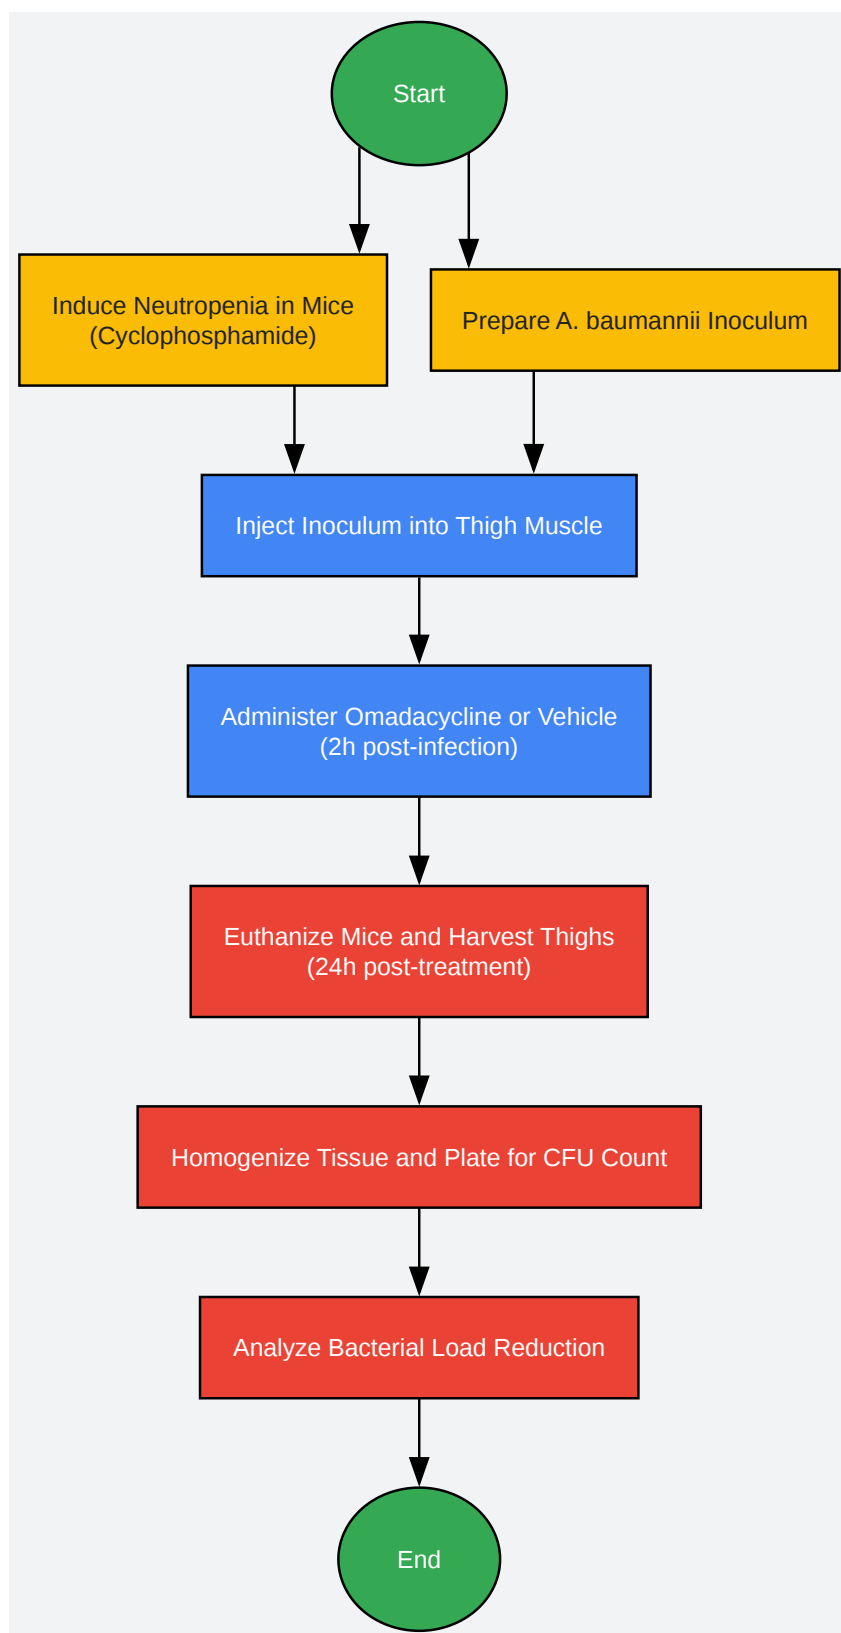 Start
Induce Neutropenia in Mice
(Cyclophosphamide)
Prepare A. baumannii Inoculum
Inject Inoculum into Thigh Muscle
Administer Omadacycline or Vehicle
(2h post-infection)
Euthanize Mice and Harvest Thighs
(24h post-treatment)
Homogenize Tissue and Plate for CFU Count
Analyze Bacterial Load Reduction
End